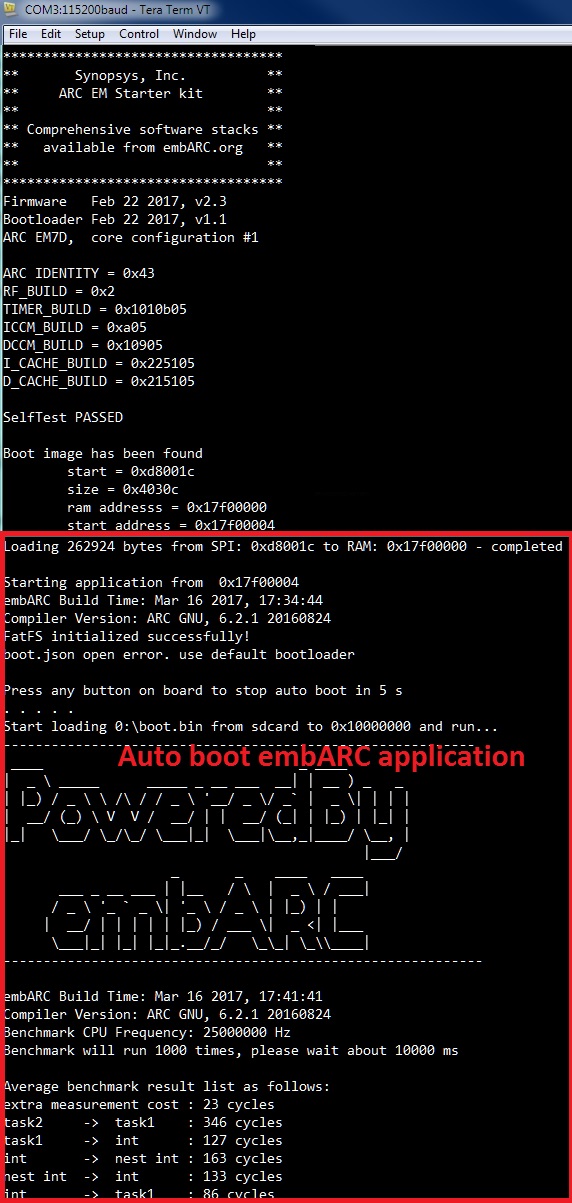 COM3:115200baud - Tera Term VT
File Edit Setup Control Window Help
***********************************
**       Synopsys, Inc.          **
**     ARC EM Starter kit        **
**                               **
** Comprehensive software stacks **
**   available from embARC.org   **
**                               **
***********************************
Firmware   Feb 22 2017, v2.3
Bootloader Feb 22 2017, v1.1
ARC EM7D,  core configuration #1
ARC IDENTITY = 0x43
RF_BUILD = 0x2
TIMER_BUILD = 0x1010b05
ICCM_BUILD = 0xa05
DCCM_BUILD = 0x10905
I_CACHE_BUILD = 0x225105
D_CACHE_BUILD = 0x215105
SelfTest PASSED
Boot image has been found
start = 0xd8001c
size = 0x4030c
ram addresss = 0x17f00000
start address = 0x17f00004
Loading 262924 bytes from SPI: 0xd8001c to RAM: 0x17f00000 - completed
Starting application from  0x17f00004
embARC Build Time: Mar 16 2017, 17:34:44
Compiler Version: ARC GNU, 6.2.1 20160824
FatFS initialized successfully!
boot.json open error. use default bootloader
Press any button on board to stop auto boot in 5 s
. . . . .
Start loading 0:\boot.bin from sdcard to 0x10000000 and run...
Auto boot embARC application
PoweredBy
embARC
------------------------------------------------------------
embARC Build Time: Mar 16 2017, 17:41:41
Compiler Version: ARC GNU, 6.2.1 20160824
Benchmark CPU Frequency: 25000000 Hz
Benchmark will run 1000 times, please wait about 10000 ms
Average benchmark result list as follows:
extra measurement cost : 23 cycles
task2     ->  task1    : 346 cycles
task1     ->  int      : 127 cycles
int       ->  nest int : 163 cycles
nest int  ->  int      : 133 cycles
int       ->  task1    : 86 cycles